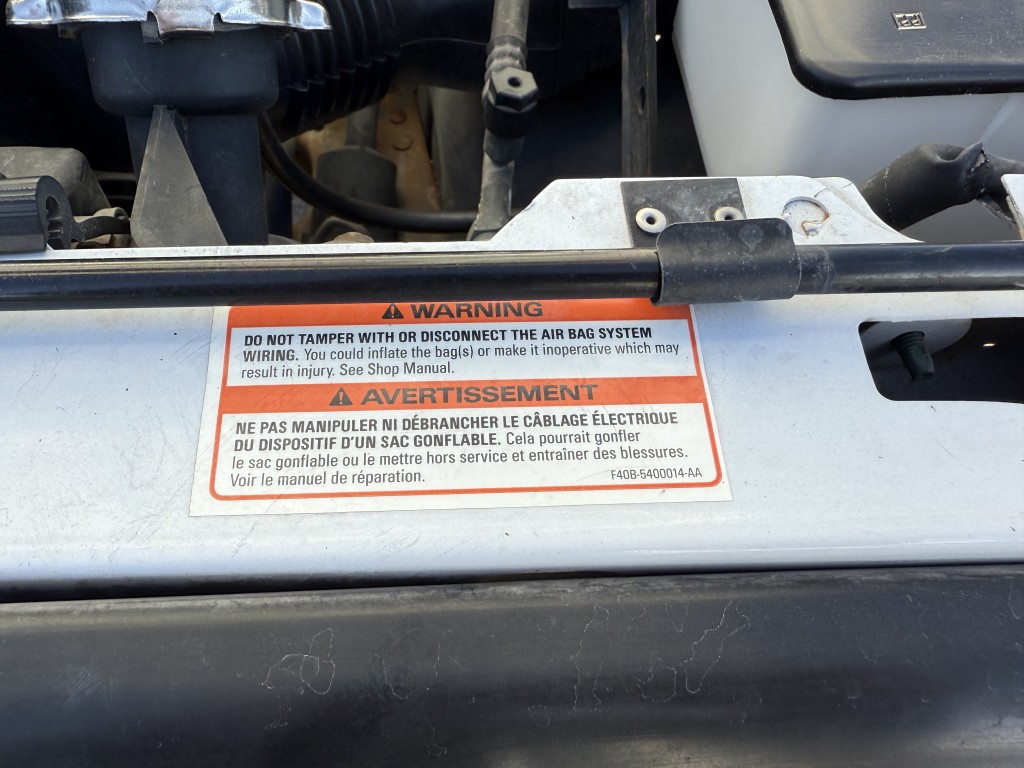 WARNING
DO NOT TAMPER WITH OR DISCONNECT THE AIR BAG SYSTEM
WIRING. You could inflate the bag(s) or make it inoperative which may
result in injury. See Shop Manual.
AVERTISSEMENT
NE PAS MANIPULER NI DÉBRANCHER LE CÂBLAGE ÉLECTRIQUE
DU DISPOSITIF D'UN SAC GONFLABLE. Cela pourrait gonfler
le sac gonflable ou le mettre hors service et entraîner des blessures.
Voir le manuel de réparation.
F40B-5400014-AA